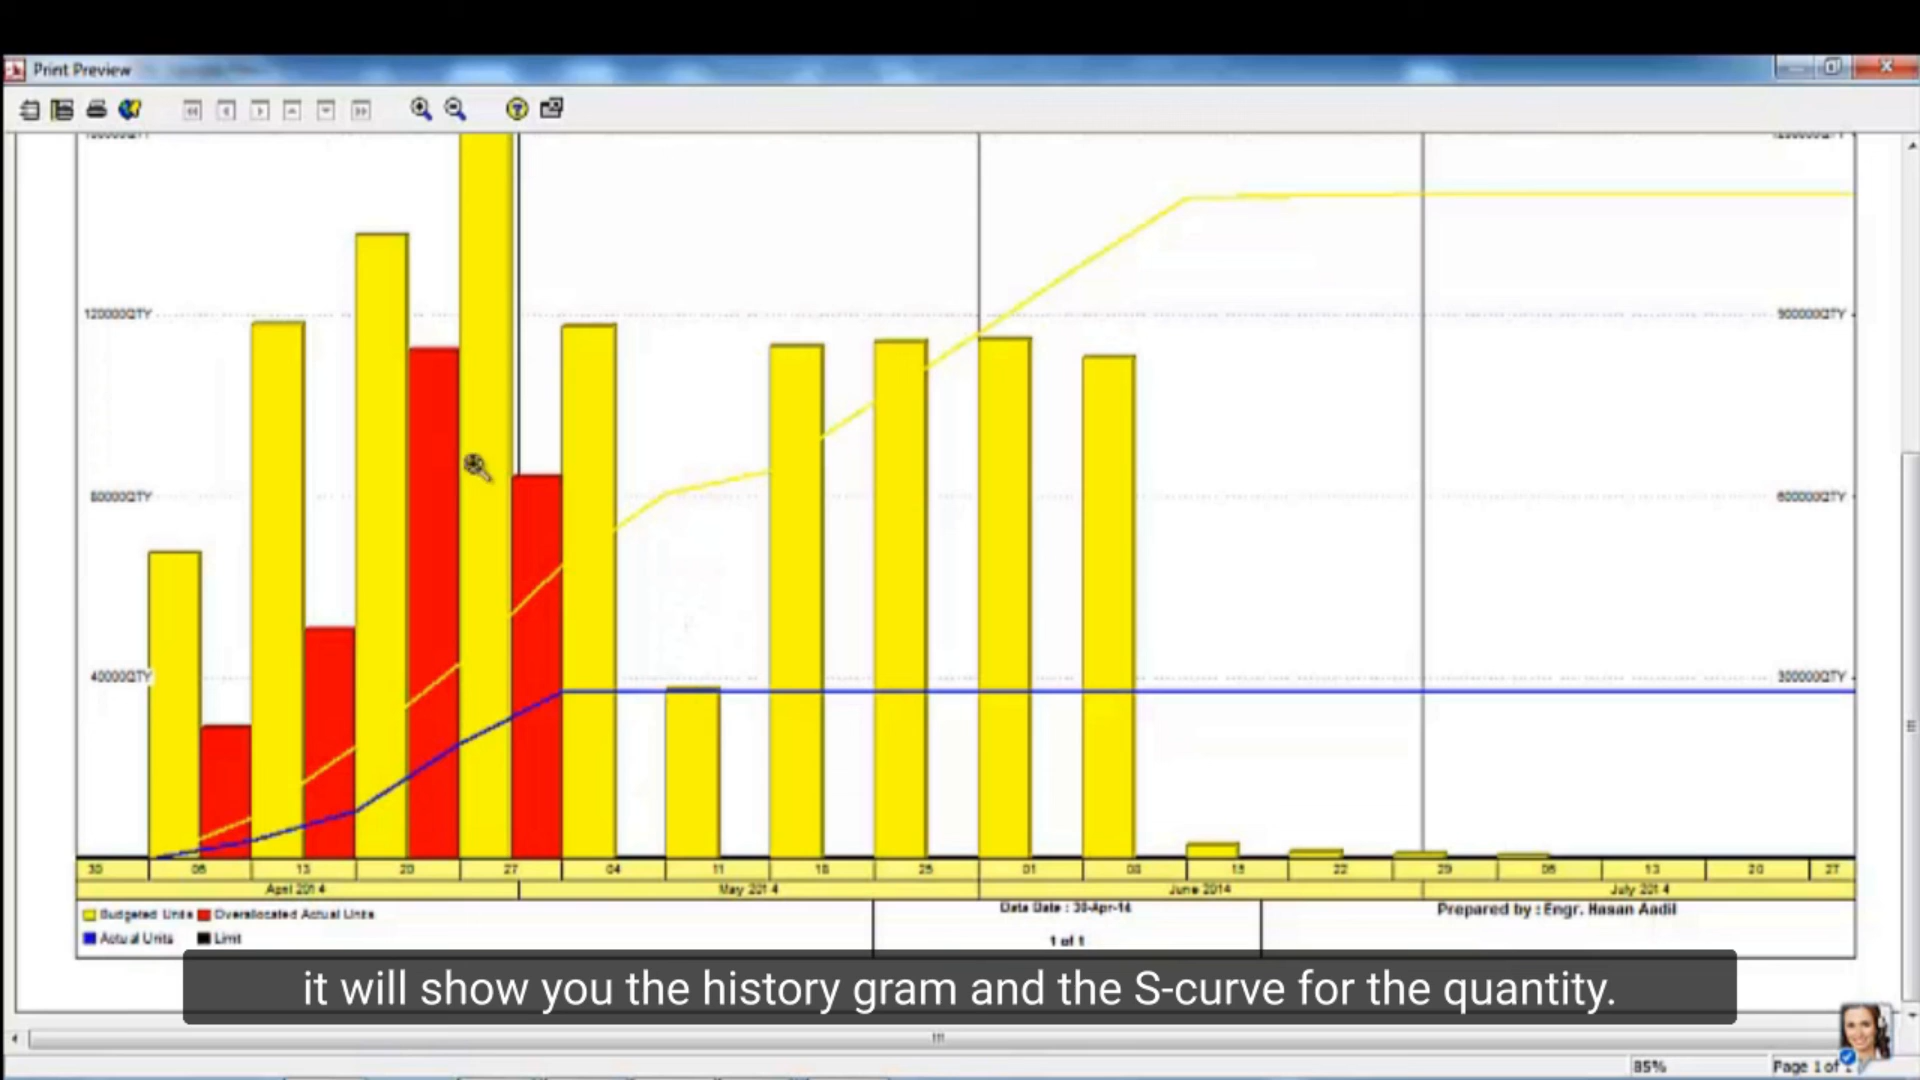 Print Preview
120000QTY 900000QTY
80000QTY 600000QTY
40000QTY 300000QTY
30 06 13 20 27 04 11 18 25 01 08 15 22 29 06 13 20 27
April 2014 May 2014 June 2014 July 2014
Budgeted Units Overallocated Actual Units
Actual Units Limit
Data Date : 30-Apr-14
1 of 1
Prepared by : Engr. Hasan Aadil
it will show you the history gram and the S-curve for the quantity.
85% Page 1 of